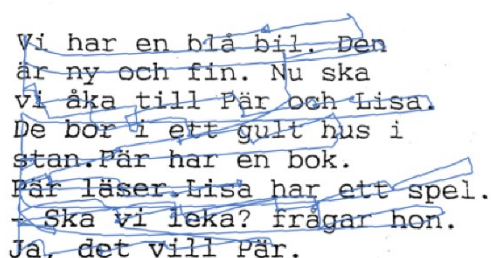 Vi har en blå bil. Den
är ny och fin. Nu ska
vi åka till Pär och Lisa.
De bor i ett gult hus i
stan.Pär har en bok.
Pär läser.Lisa har ett spel.
- Ska vi leka? frågar hon.
Ja, det vill Pär.